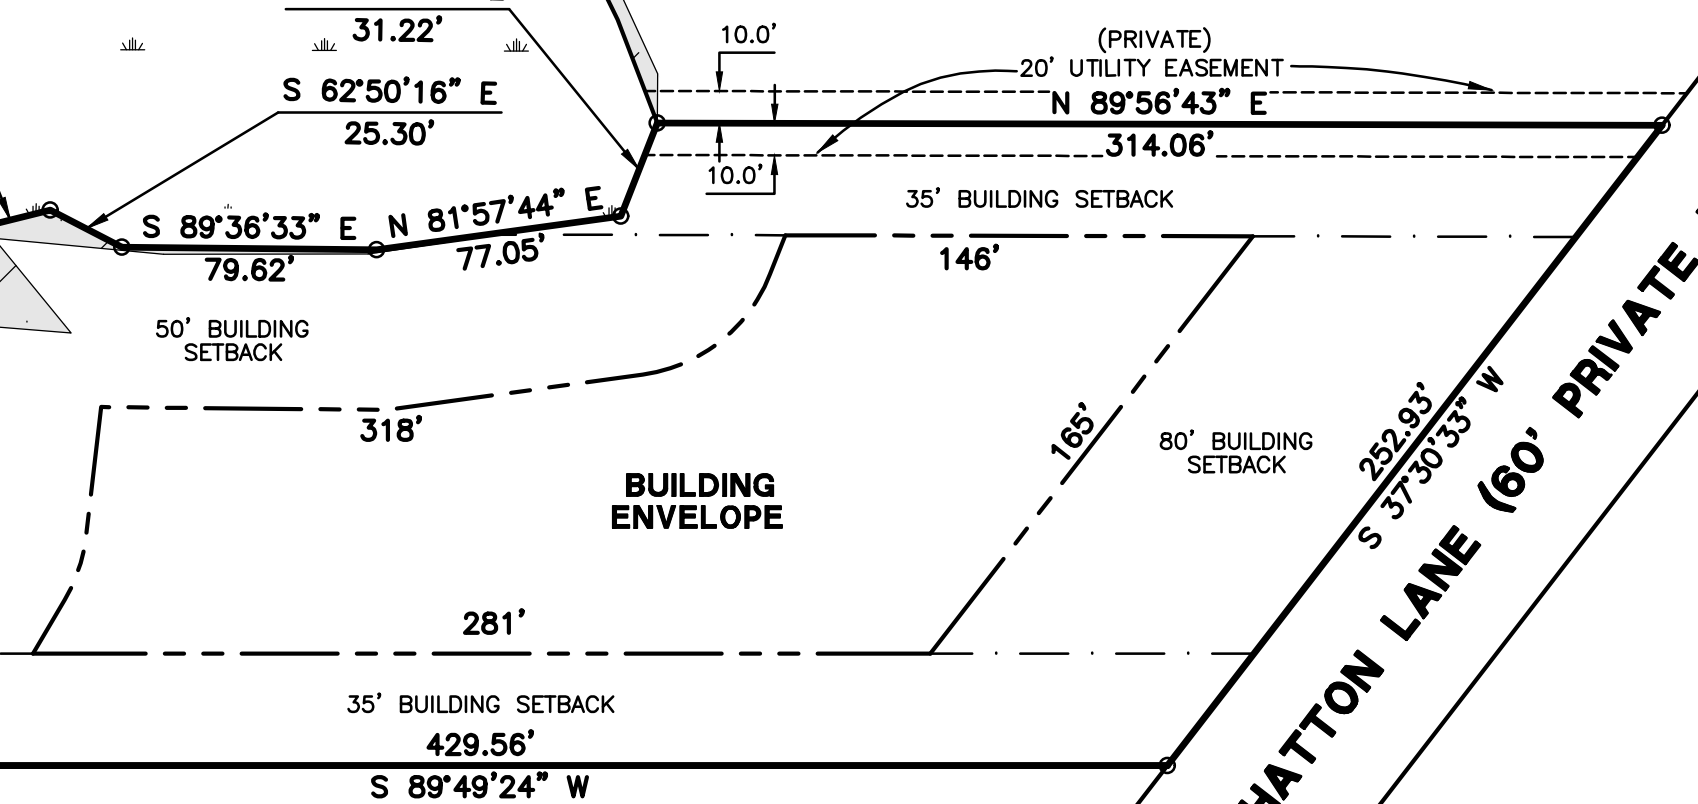 31.22'
10.0'
(PRIVATE)
20' UTILITY EASEMENT
S 62°50'16" E
25.30'
N 89°56'43" E
314.06'
10.0'
35' BUILDING SETBACK
S 89°36'33" E
79.62'
N 81°57'44" E
77.05'
146'
50' BUILDING
SETBACK
318'
165'
80' BUILDING
SETBACK
252.93'
S 37°30'33" W
BUILDING
ENVELOPE
281'
35' BUILDING SETBACK
429.56'
S 89°49'24" W
HATTON LANE (60' PRIVATE